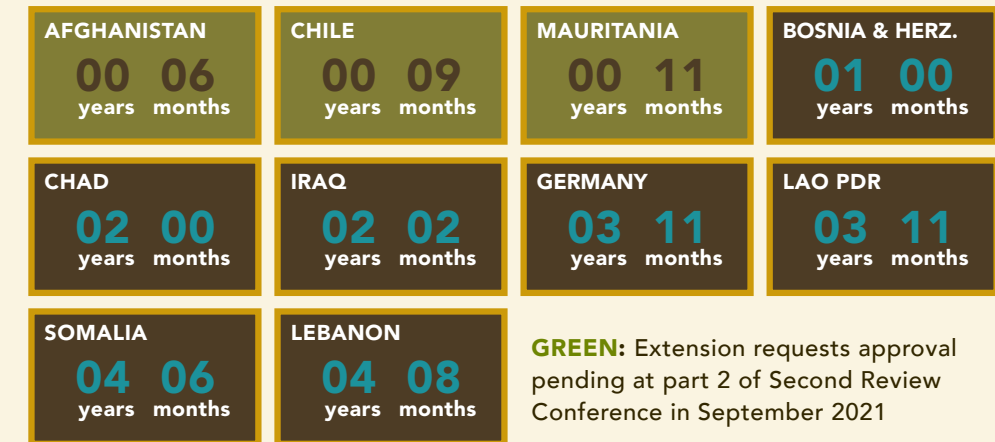 AFGHANISTAN
00 06
years months
CHILE
00 09
years months
MAURITANIA
00 11
years months
BOSNIA & HERZ.
01 00
years months
CHAD
02 00
years months
IRAQ
02 02
years months
GERMANY
03 11
years months
LAO PDR
03 11
years months
SOMALIA
04 06
years months
LEBANON
04 08
years months
GREEN: Extension requests approval
pending at part 2 of Second Review
Conference in September 2021